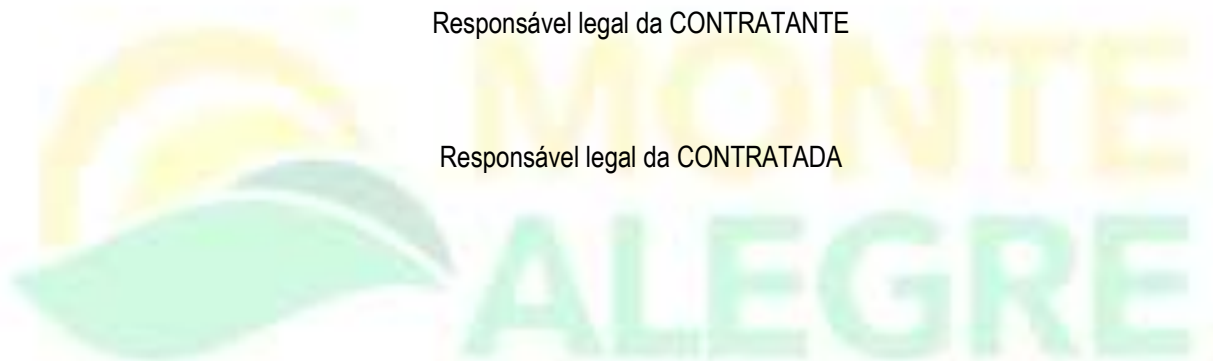 Responsável legal da CONTRATANTE
MONTE
Responsável legal da CONTRATADA
ALEGRE